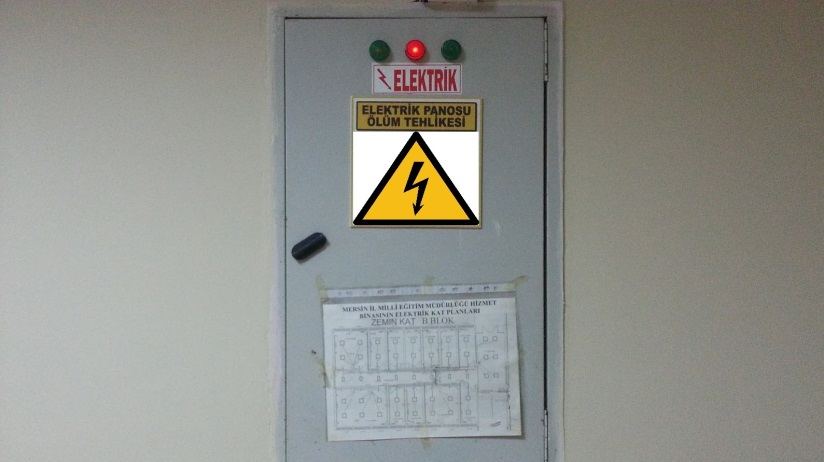 ELEKTRİK
ELEKTRİK PANOSU
ÖLÜM TEHLİKESİ
MERSİN İL MİLLİ EĞİTİM MÜDÜRLÜĞÜ HİZMET
BİNASININ ELEKTRİK KAT PLANLARI
ZEMİN KAT B.BLOK